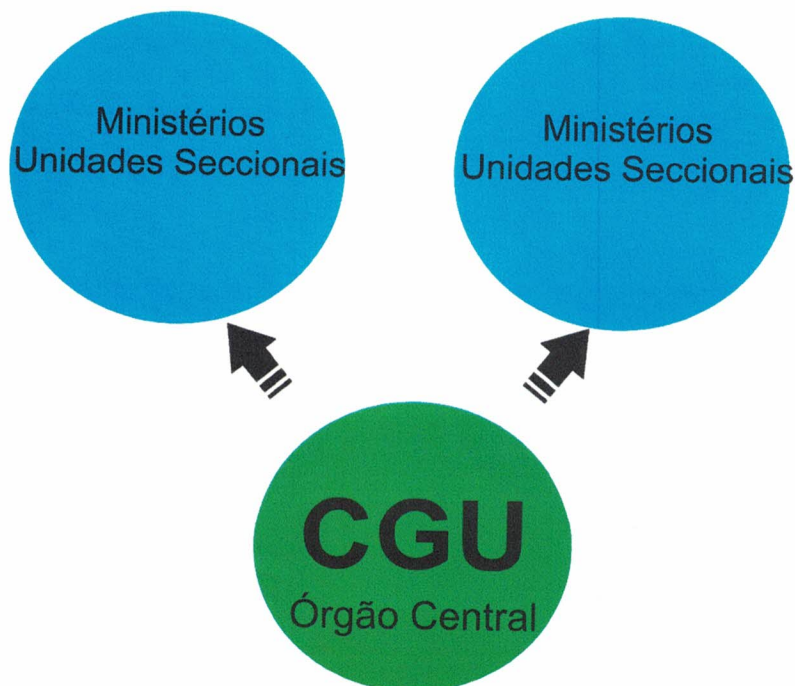 Ministérios
Unidades Seccionais
Ministérios
Unidades Seccionais
CGU
Órgão Central